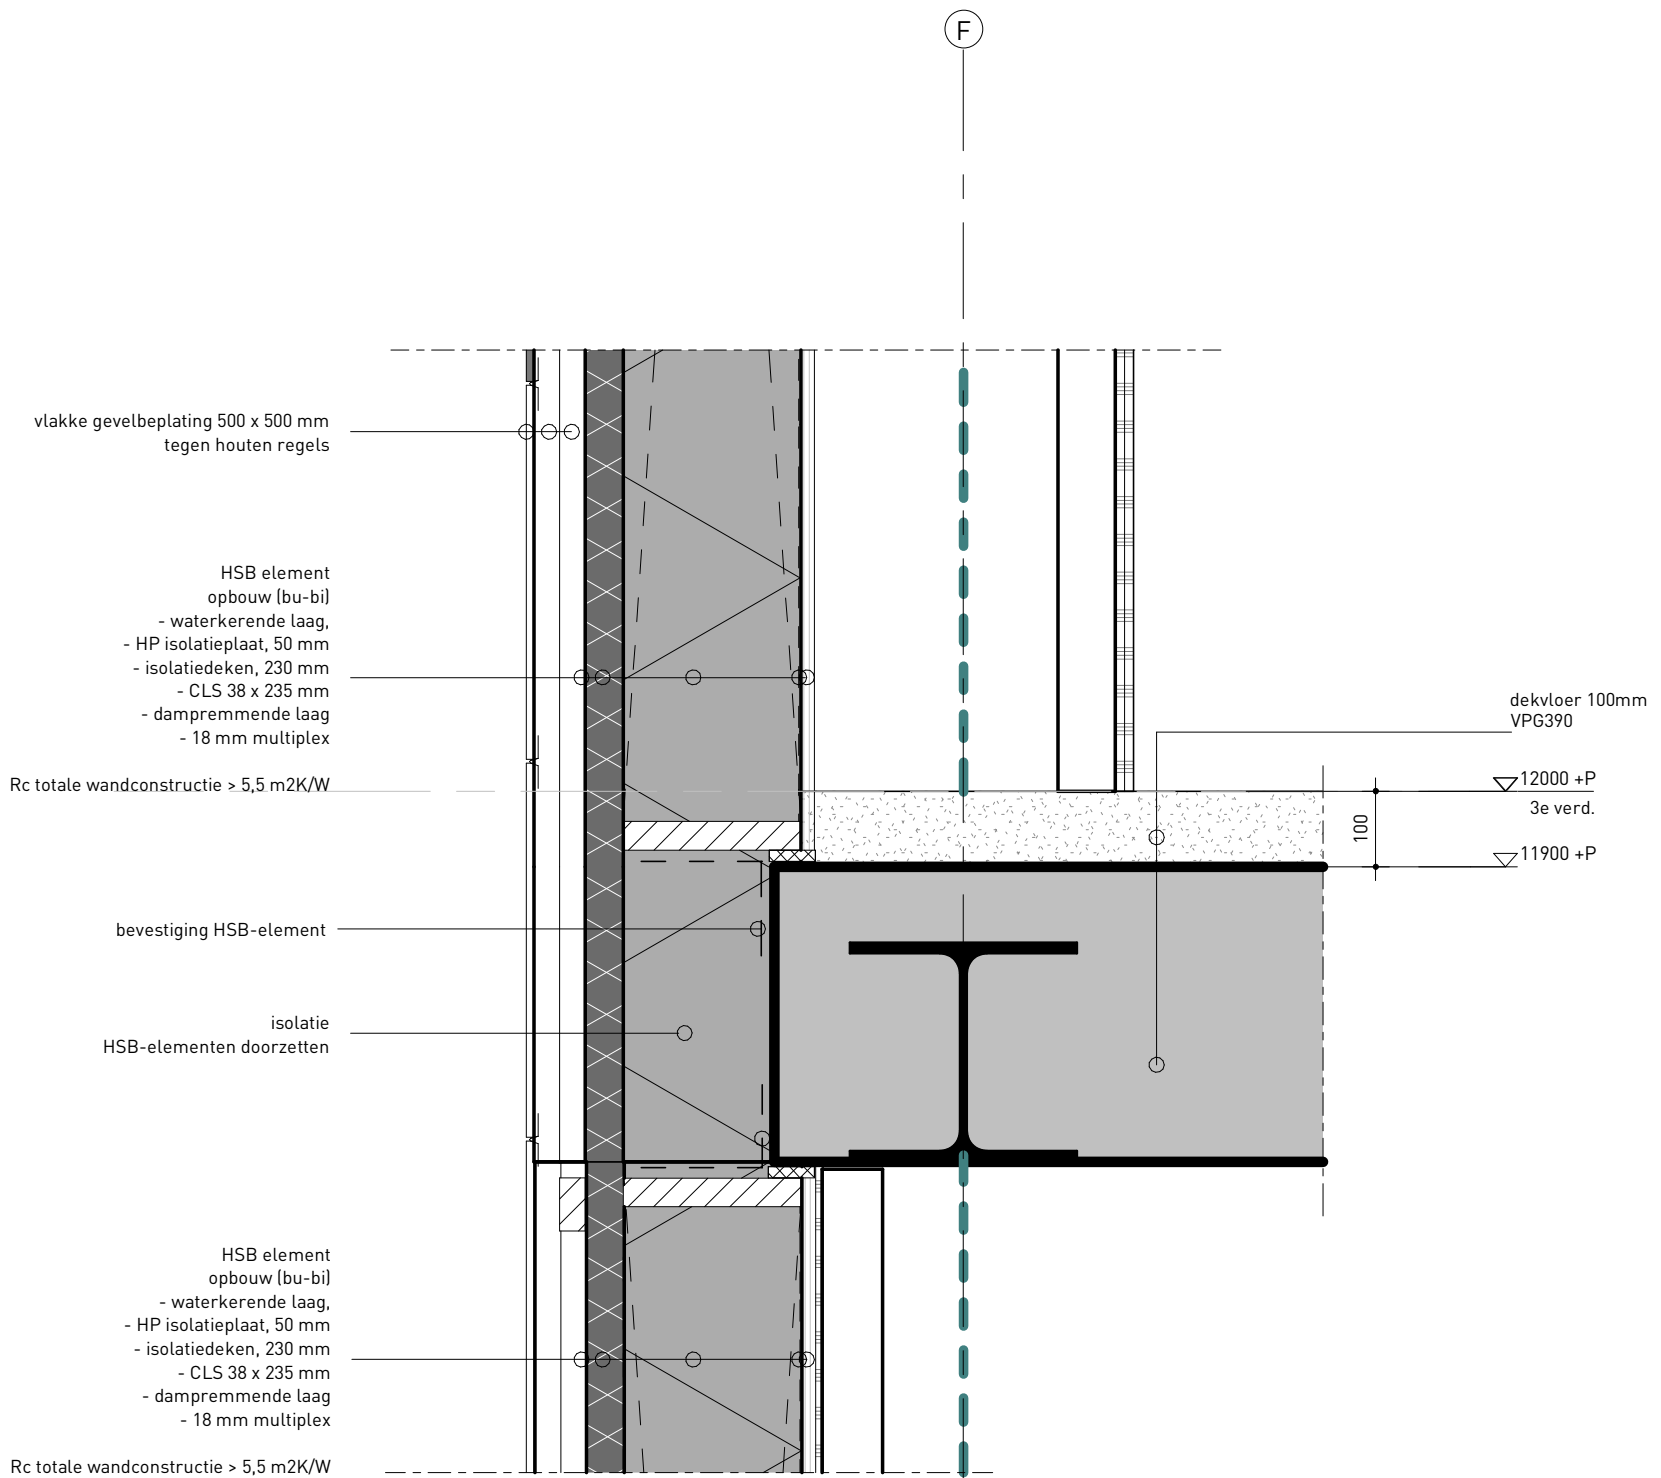 F
vlakke gevelbeplating 500 x 500 mm
tegen houten regels
HSB element
opbouw (bu-bi)
- waterkerende laag,
- HP isolatieplaat, 50 mm
- isolatiedeken, 230 mm
- CLS 38 x 235 mm
- dampremmende laag
- 18 mm multiplex
Rc totale wandconstructie > 5,5 m2K/W
dekvloer 100mm
VPG390
12000 +P
3e verd.
100
11900 +P
bevestiging HSB-element
isolatie
HSB-elementen doorzetten
HSB element
opbouw (bu-bi)
- waterkerende laag,
- HP isolatieplaat, 50 mm
- isolatiedeken, 230 mm
- CLS 38 x 235 mm
- dampremmende laag
- 18 mm multiplex
Rc totale wandconstructie > 5,5 m2K/W